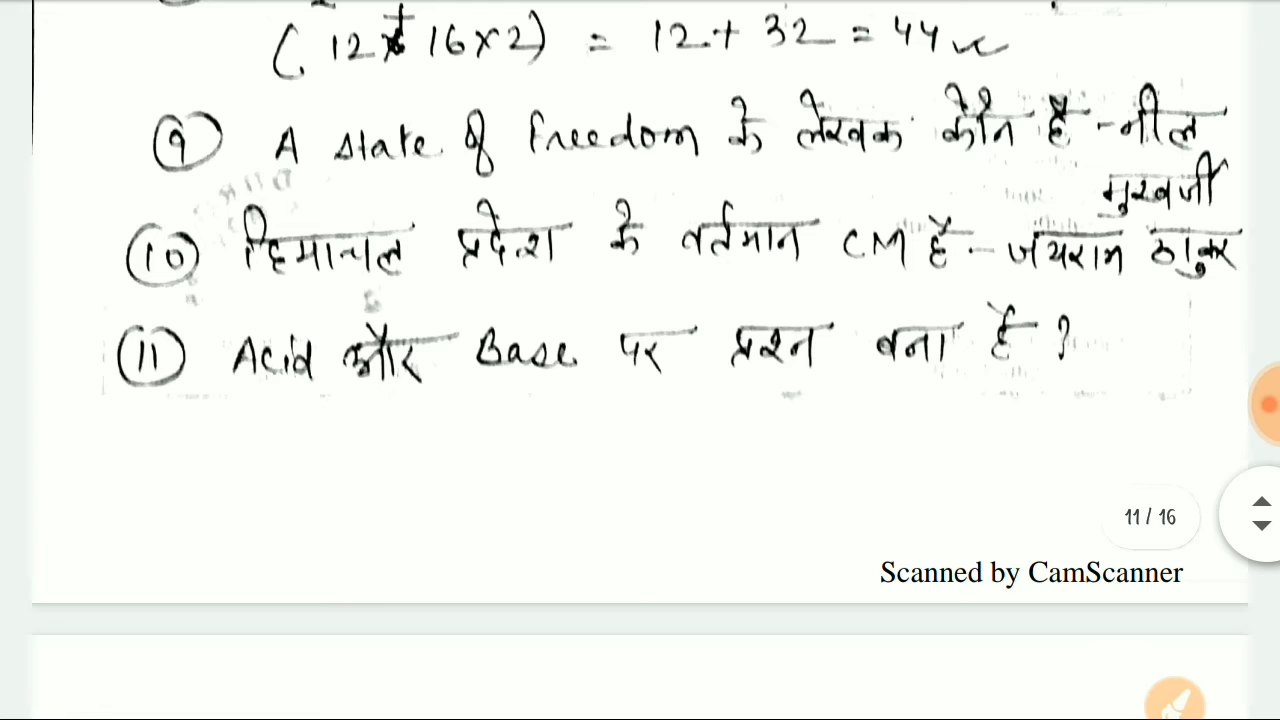 ( 12 + 16 x 2) = 12 + 32 = 44
9 A state of freedom के लेखक कौन है - नील
मुखर्जी
10 हिमाचल प्रदेश के वर्तमान CM हैं - जयराम ठाकुर
11 Acid और Base पर प्रश्न बना है ?
11 / 16
Scanned by CamScanner